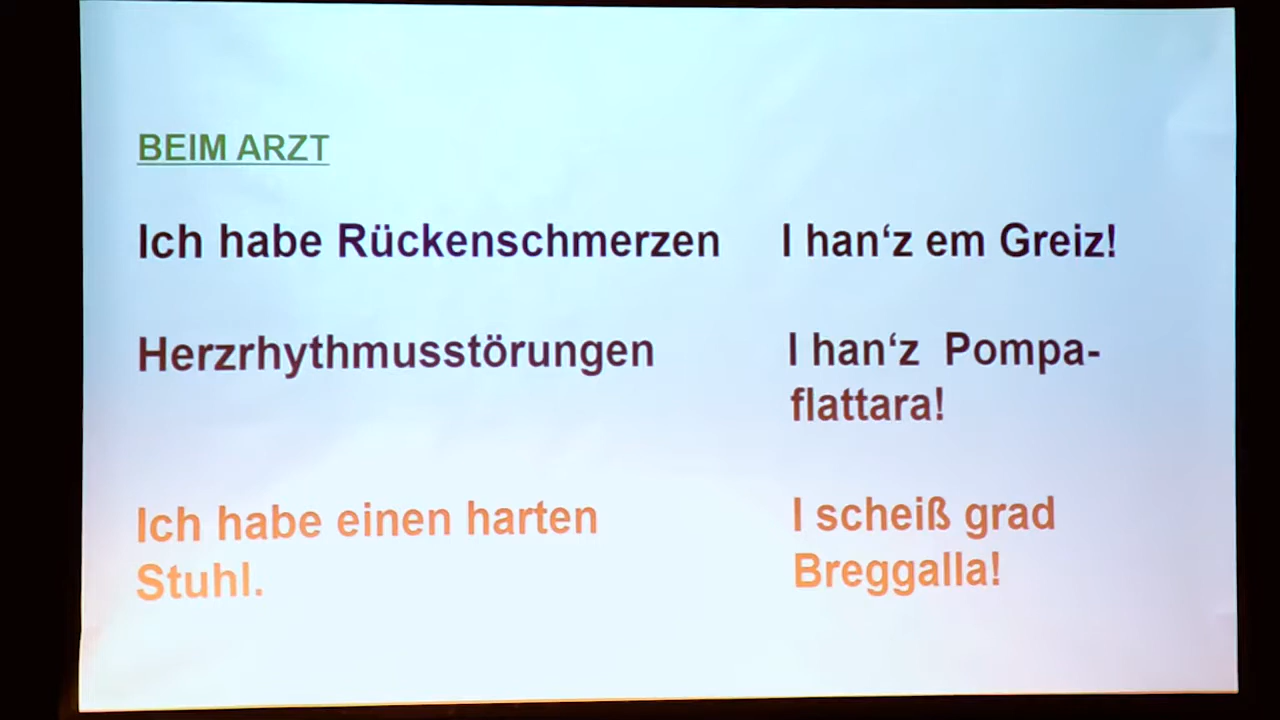 BEIM ARZT
Ich habe Rückenschmerzen I han‘z em Greiz!
Herzrhythmusstörungen I han‘z Pompa-
flattara!
Ich habe einen harten I scheiß grad
Stuhl. Breggalla!